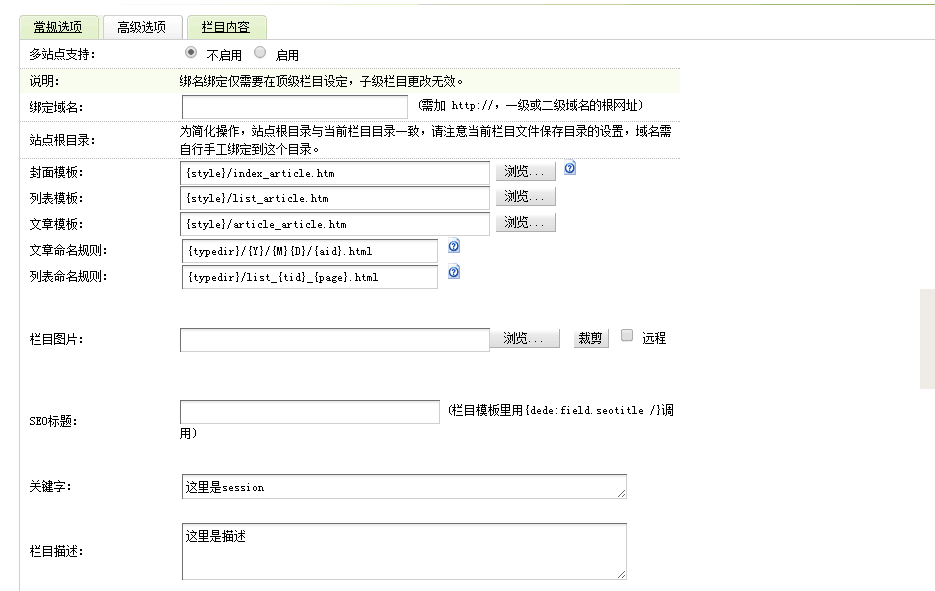 常规选项 高级选项 栏目内容
多站点支持: 不启用 启用
说明: 绑名绑定仅需要在顶级栏目设定，子级栏目更改无效。
绑定域名: (需加 http://，一级或二级域名的根网址)
站点根目录: 为简化操作，站点根目录与当前栏目目录一致，请注意当前栏目文件保存目录的设置，域名需
自行手工绑定到这个目录。
封面模板: {style}/index_article.htm 浏览...
列表模板: {style}/list_article.htm 浏览...
文章模板: {style}/article_article.htm 浏览...
文章命名规则: {typedir}/{Y}/{M}{D}/{aid}.html
列表命名规则: {typedir}/list_{tid}_{page}.html
栏目图片: 浏览... 裁剪 远程
SEO标题: (栏目模板里用{dede:field.seotitle /}调
用)
关键字: 这里是session
栏目描述: 这里是描述